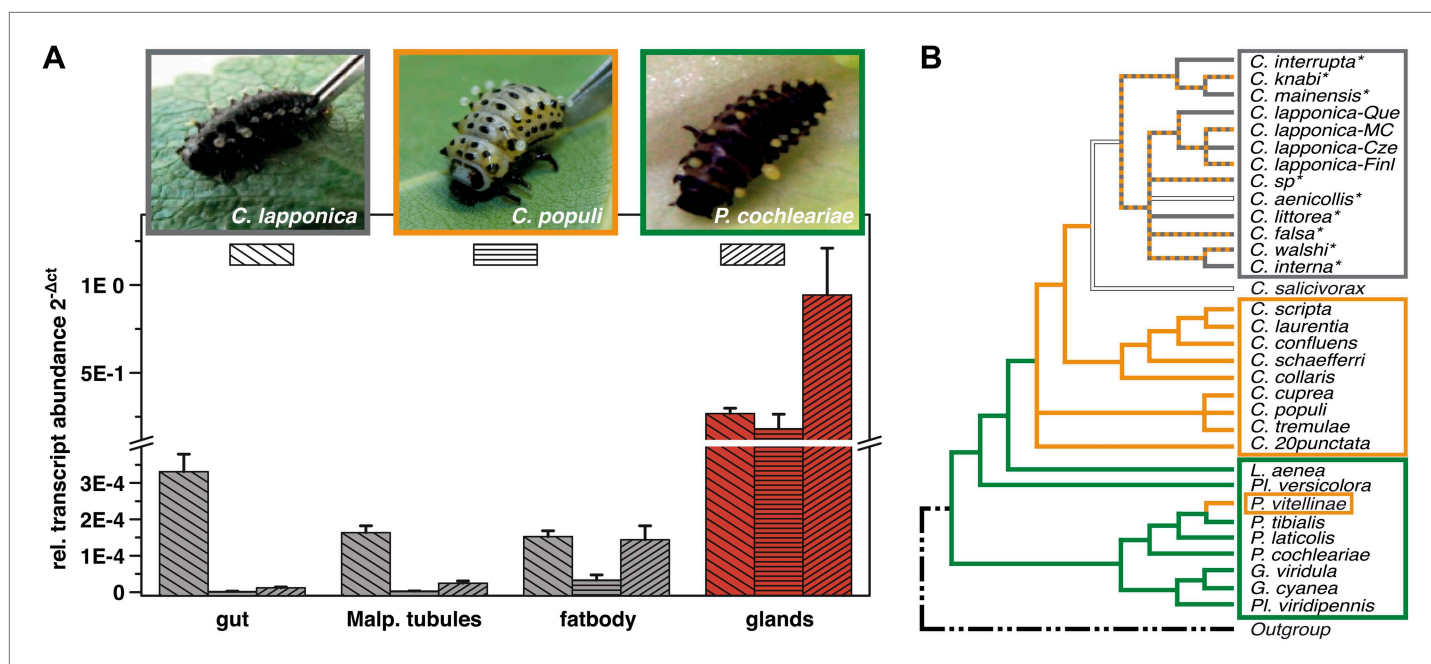 A
C. lapponica
C. populi
P. cochleariae
rel. transcript abundance 2-Δct
1E 0
5E-1
3E-4
2E-4
1E-4
0
gut
Malp. tubules
fatbody
glands
B
C. interrupta*
C. knabi*
C. mainensis*
C. lapponica-Que
C. lapponica-MC
C. lapponica-Cze
C. lapponica-Finl
C. sp*
C. aenicollis*
C. littorea*
C. falsa*
C. walshi*
C. interna*
C. salicivorax
C. scripta
C. laurentia
C. confluens
C. schaefferri
C. collaris
C. cuprea
C. populi
C. tremulae
C. 20punctata
L. aenea
Pl. versicolora
P. vitellinae
P. tibialis
P. laticolis
P. cochleariae
G. viridula
G. cyanea
Pl. viridipennis
Outgroup